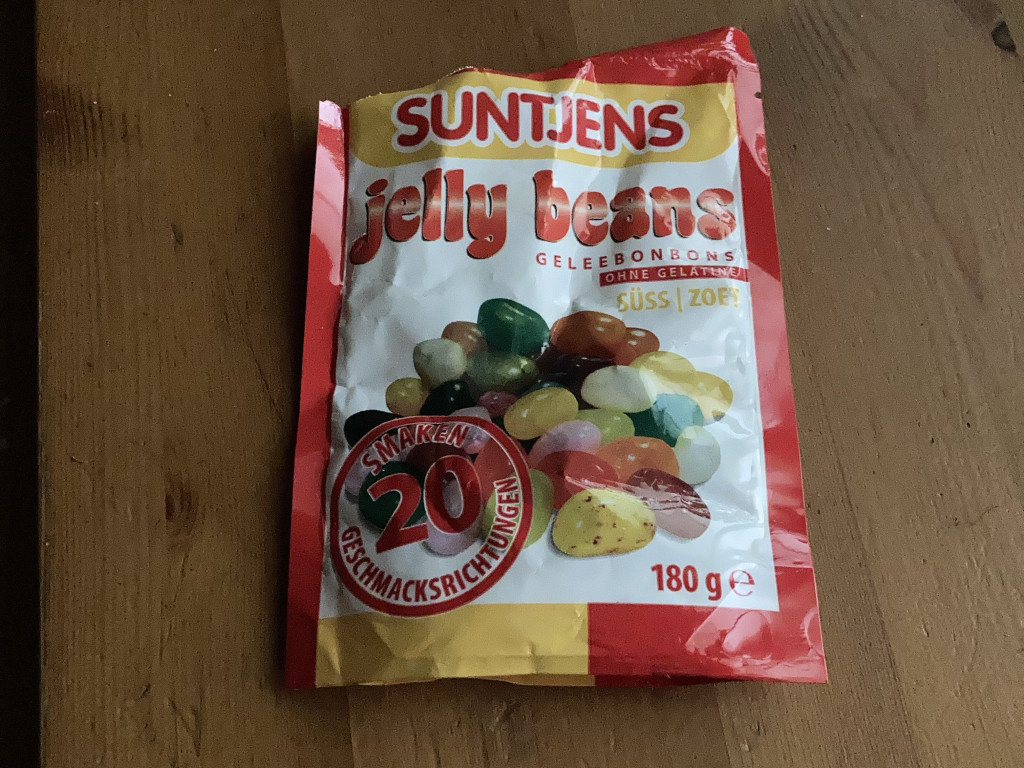 SUNTJENS
jelly beans
GELEEBONBONS
OHNE GELATINE
SÜSS | ZOET
SMAKEN
20
GESCHMACKSRICHTUNGEN
180 g ℮